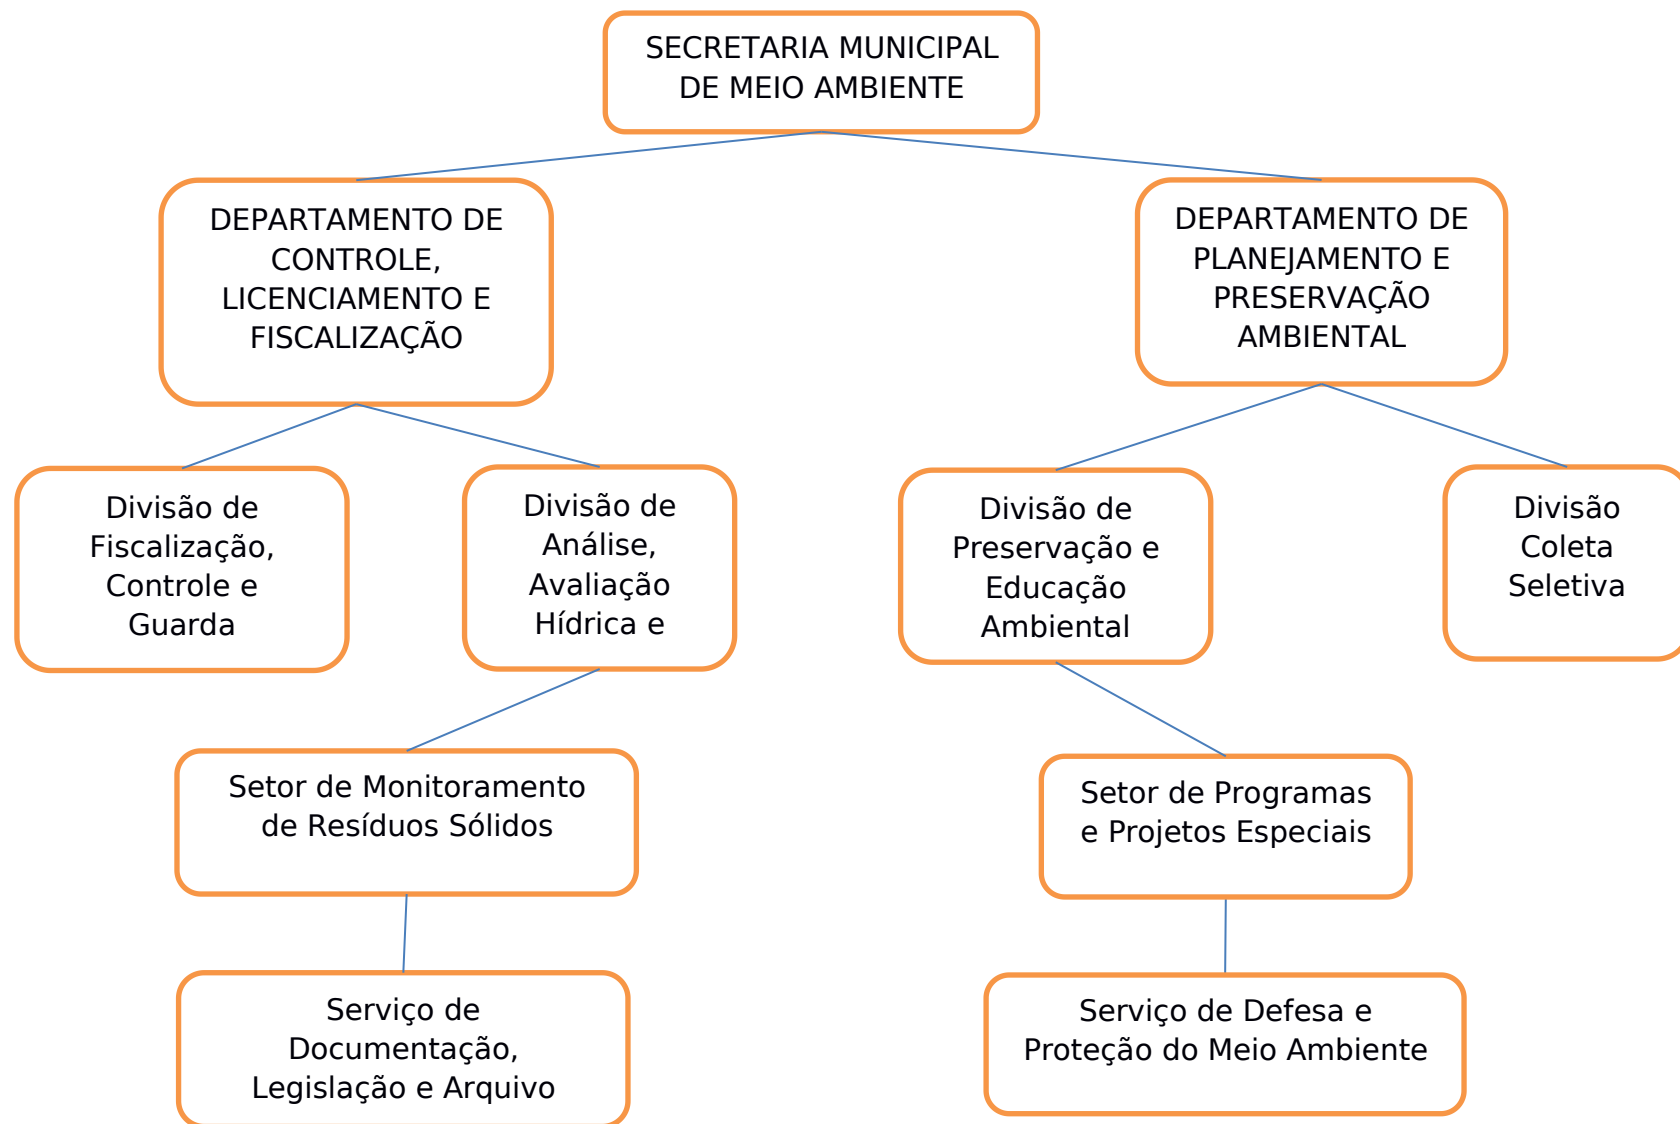 SECRETARIA MUNICIPAL
DE MEIO AMBIENTE
DEPARTAMENTO DE
CONTROLE,
LICENCIAMENTO E
FISCALIZAÇÃO
DEPARTAMENTO DE
PLANEJAMENTO E
PRESERVAÇÃO
AMBIENTAL
Divisão de
Fiscalização,
Controle e
Guarda
Divisão de
Análise,
Avaliação
Hídrica e
Divisão de
Preservação e
Educação
Ambiental
Divisão
Coleta
Seletiva
Setor de Monitoramento
de Resíduos Sólidos
Setor de Programas
e Projetos Especiais
Serviço de
Documentação,
Legislação e Arquivo
Serviço de Defesa e
Proteção do Meio Ambiente